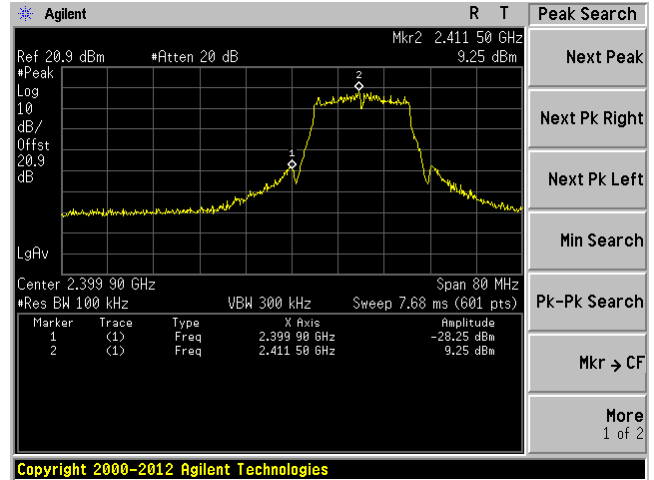 Agilent R T Peak Search
Mkr2 2.411 50 GHz
Ref 20.9 dBm #Atten 20 dB 9.25 dBm
#Peak
Log
10
dB/
Offst
20.9
dB
LgAv
2
1
Center 2.399 90 GHz Span 80 MHz
#Res BW 100 kHz VBW 300 kHz Sweep 7.68 ms (601 pts)
Marker Trace Type X Axis Amplitude
1 (1) Freq 2.399 90 GHz -28.25 dBm
2 (1) Freq 2.411 50 GHz 9.25 dBm
Next Peak
Next Pk Right
Next Pk Left
Min Search
Pk-Pk Search
Mkr → CF
More
1 of 2
Copyright 2000-2012 Agilent Technologies